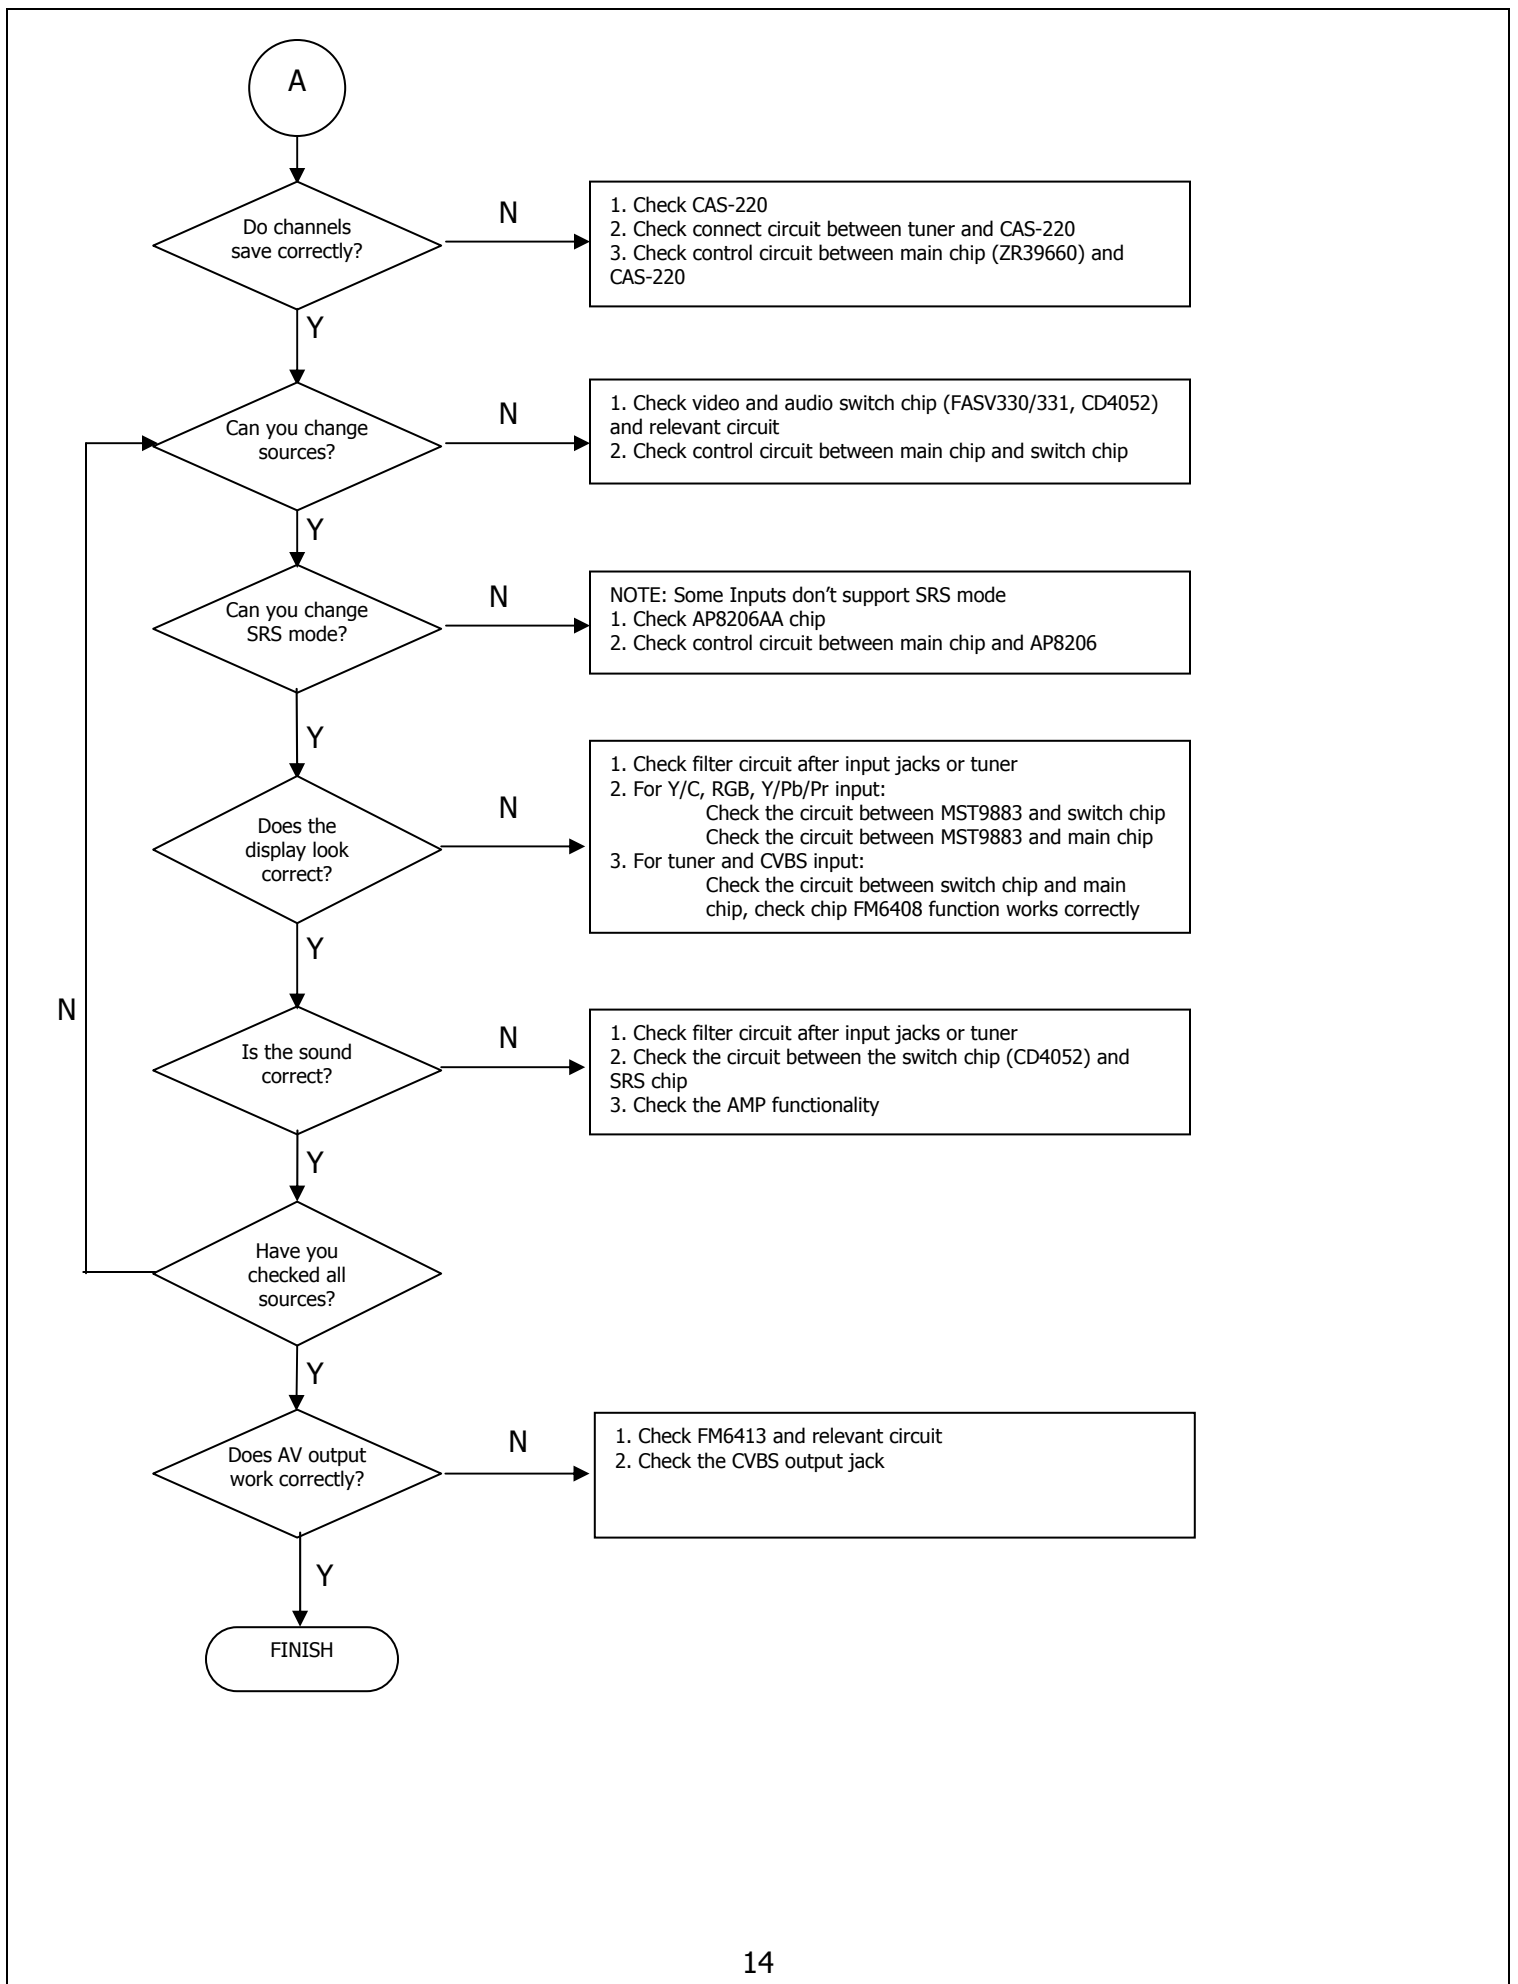 A
Do channels
save correctly?
N
1. Check CAS-220
2. Check connect circuit between tuner and CAS-220
3. Check control circuit between main chip (ZR39660) and
CAS-220
Y
Can you change
sources?
N
1. Check video and audio switch chip (FASV330/331, CD4052)
and relevant circuit
2. Check control circuit between main chip and switch chip
Y
Can you change
SRS mode?
N
NOTE: Some Inputs don’t support SRS mode
1. Check AP8206AA chip
2. Check control circuit between main chip and AP8206
Y
Does the
display look
correct?
N
1. Check filter circuit after input jacks or tuner
2. For Y/C, RGB, Y/Pb/Pr input:
Check the circuit between MST9883 and switch chip
Check the circuit between MST9883 and main chip
3. For tuner and CVBS input:
Check the circuit between switch chip and main
chip, check chip FM6408 function works correctly
Y
N
Is the sound
correct?
N
1. Check filter circuit after input jacks or tuner
2. Check the circuit between the switch chip (CD4052) and
SRS chip
3. Check the AMP functionality
Y
Have you
checked all
sources?
Y
Does AV output
work correctly?
N
1. Check FM6413 and relevant circuit
2. Check the CVBS output jack
Y
FINISH
14